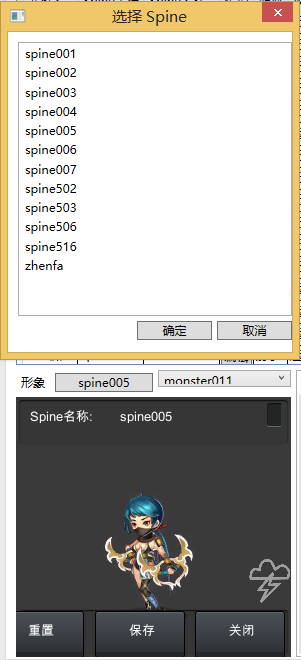 选择 Spine
spine001
spine002
spine003
spine004
spine005
spine006
spine007
spine502
spine503
spine506
spine516
zhenfa
确定 取消
形象 spine005 monster011
Spine名称: spine005
重置 保存 关闭